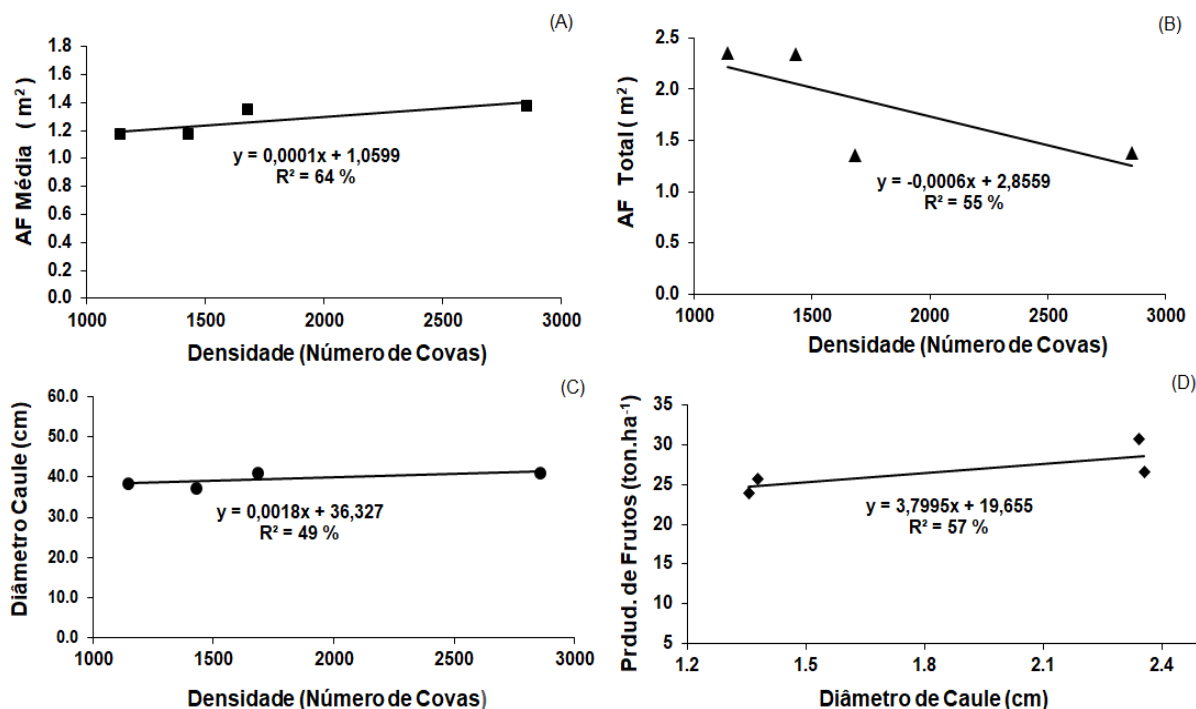 (A)
1.8
1.6
1.4
1.2
1.0
0.8
0.6
0.4
0.2
0.0
AF Média ( m²)
y = 0,0001x + 1,0599
R² = 64 %
1000 1500 2000 2500 3000
Densidade (Número de Covas)
(B)
2.5
2.0
1.5
1.0
0.5
0.0
AF Total ( m²)
y = -0,0006x + 2,8559
R² = 55 %
1000 1500 2000 2500 3000
Densidade (Número de Covas)
(C)
60.0
50.0
40.0
30.0
20.0
10.0
0.0
Diâmetro Caule (cm)
y = 0,0018x + 36,327
R² = 49 %
1000 1500 2000 2500 3000
Densidade (Número de Covas)
(D)
35
30
25
20
15
10
5
Prdud. de Frutos (ton.ha⁻¹)
y = 3,7995x + 19,655
R² = 57 %
1.2 1.5 1.8 2.1 2.4
Diâmetro de Caule (cm)